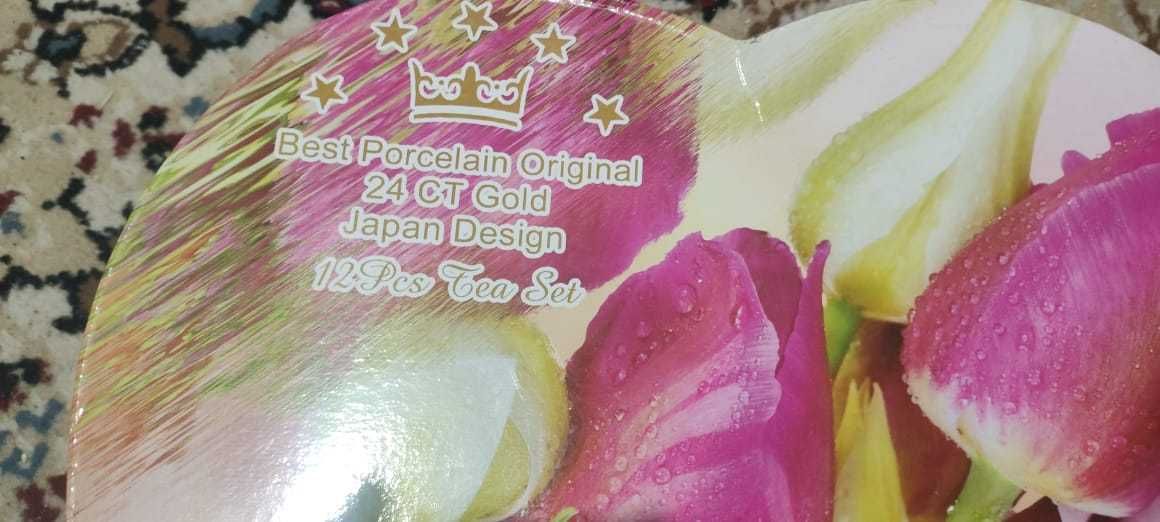 Best Porcelain Original
24 CT Gold
Japan Design
12Pcs Tea Set